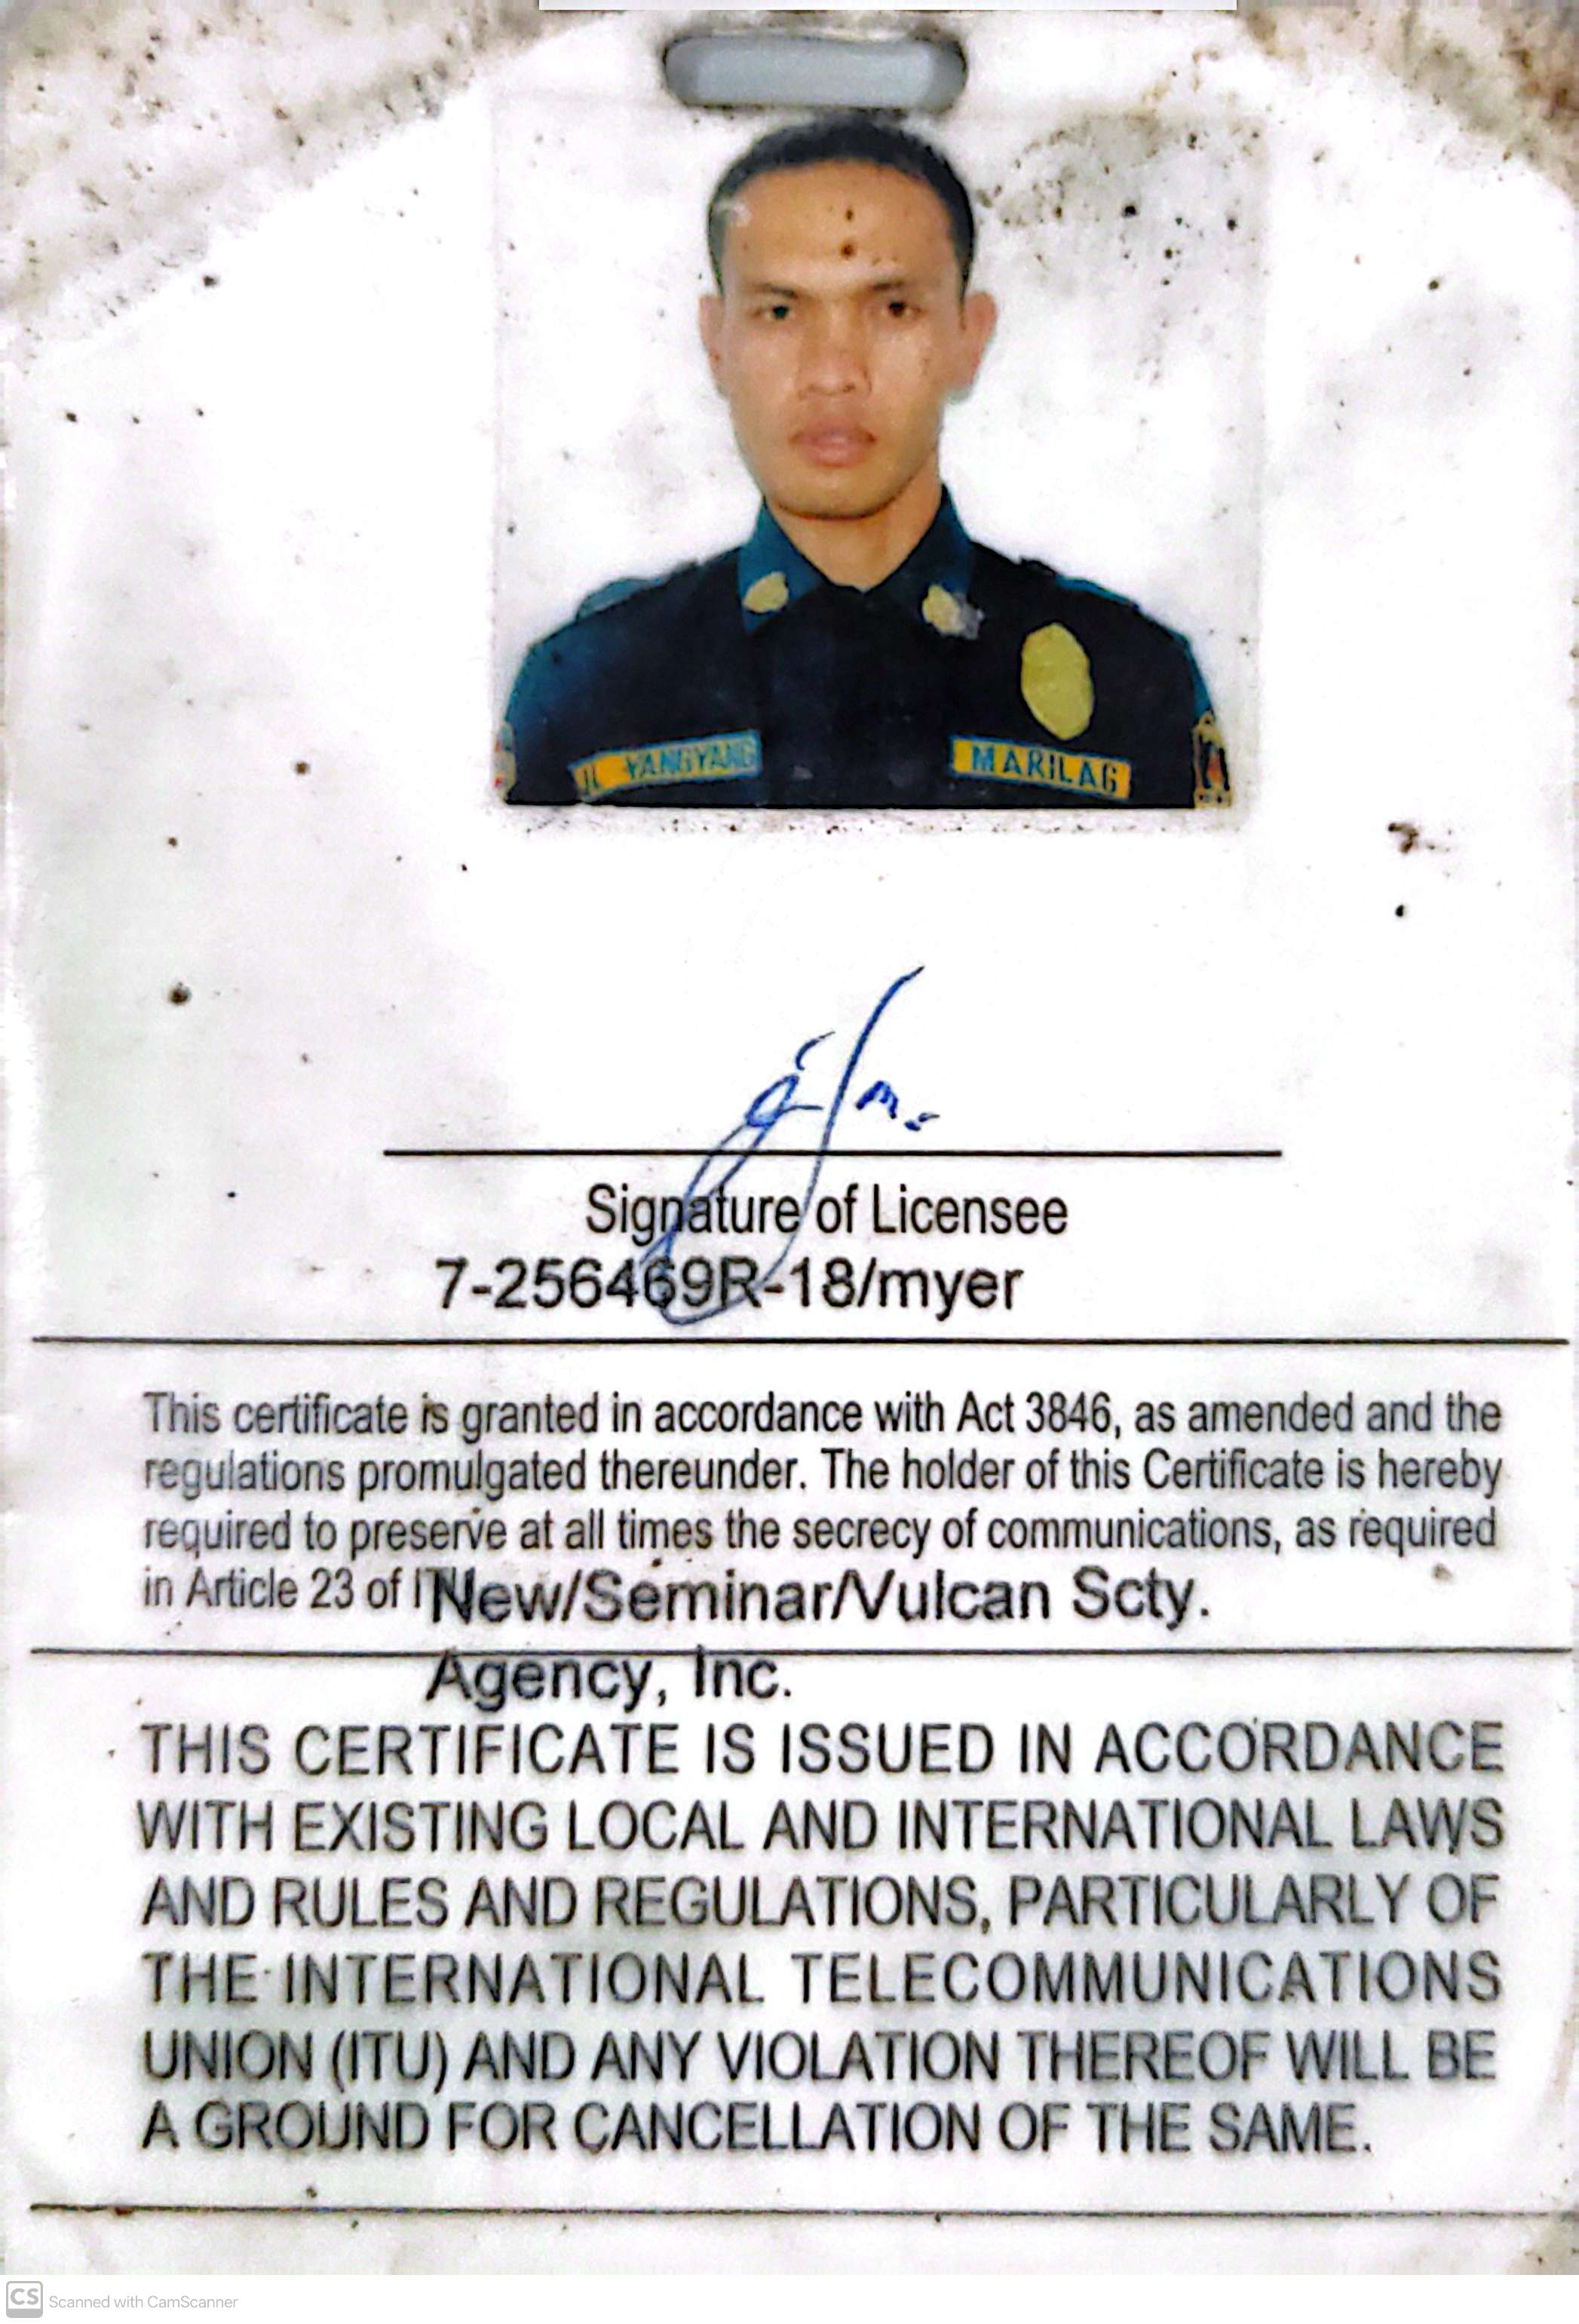 YANGYANG
MARILAG
Signature of Licensee
7-256469R-18/myer
This certificate is granted in accordance with Act 3846, as amended and the
regulations promulgated thereunder. The holder of this Certificate is hereby
required to preserve at all times the secrecy of communications, as required
in Article 23 of
New/Seminar/Vulcan Scty.
Agency, Inc.
THIS CERTIFICATE IS ISSUED IN ACCORDANCE
WITH EXISTING LOCAL AND INTERNATIONAL LAWS
AND RULES AND REGULATIONS, PARTICULARLY OF
THE INTERNATIONAL TELECOMMUNICATIONS
UNION (ITU) AND ANY VIOLATION THEREOF WILL BE
A GROUND FOR CANCELLATION OF THE SAME.
CS Scanned with CamScanner